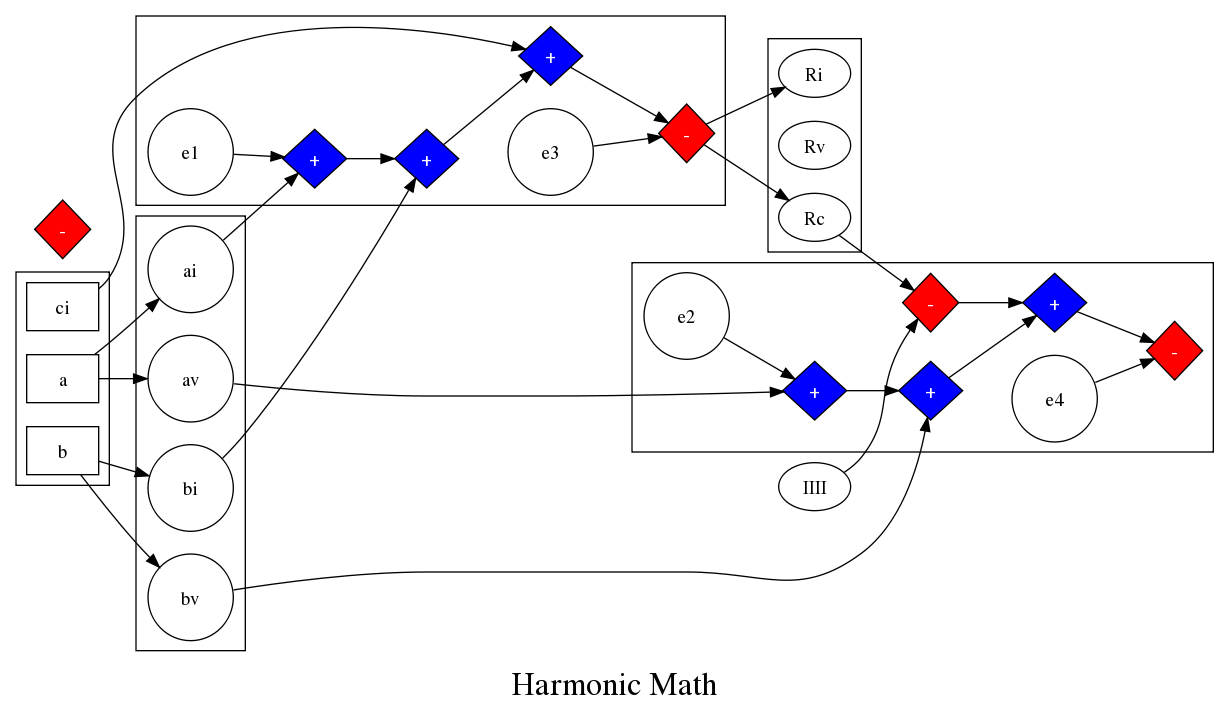 +
Ri
e1
+
+
e3
-
Rv
-
ai
Rc
ci
e2
-
+
a
av
+
+
e4
-
b
bi
IIII
bv
Harmonic Math